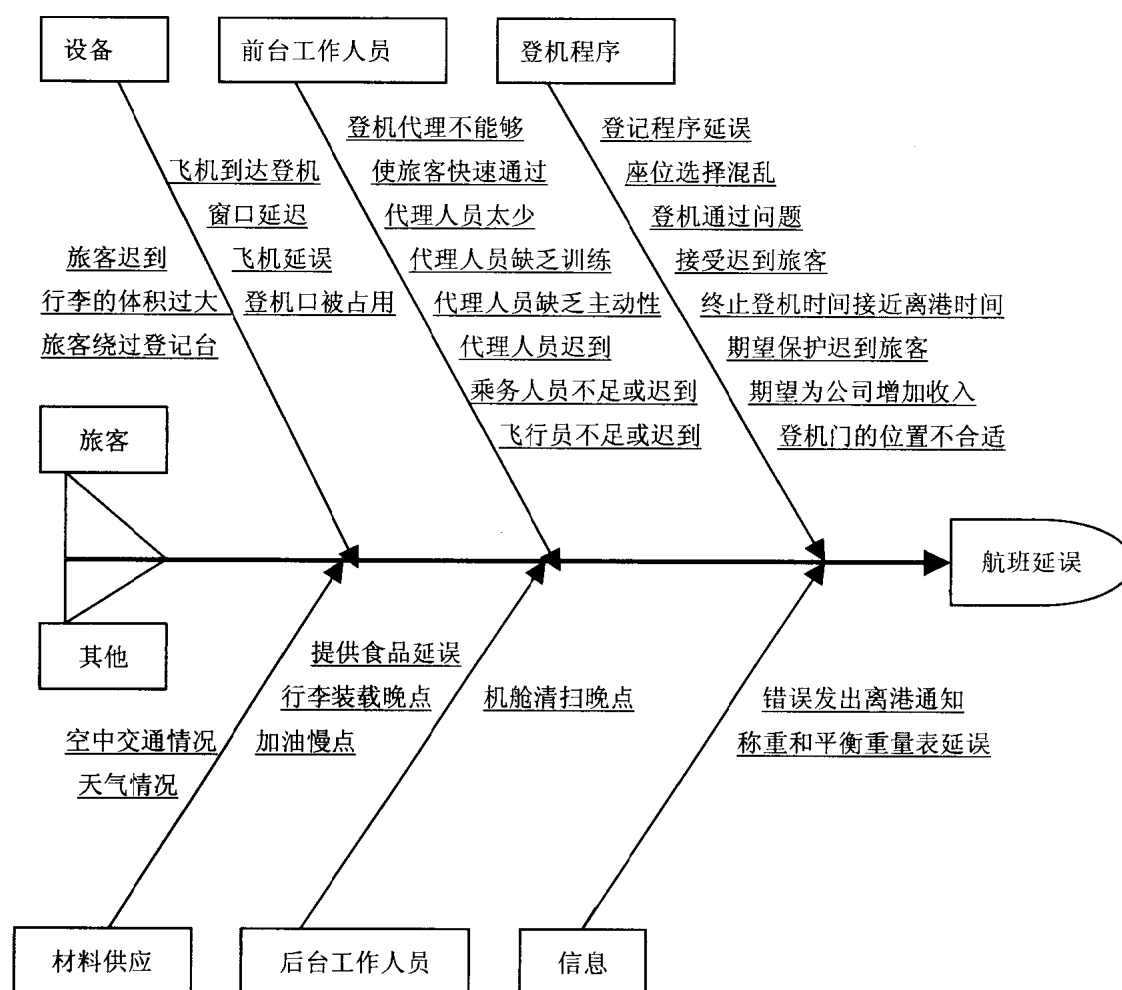 设备
前台工作人员
登机程序
登机代理不能够
登记程序延误
飞机到达登机
使旅客快速通过
座位选择混乱
窗口延迟
代理人员太少
登机通过问题
旅客迟到
飞机延误
代理人员缺乏训练
接受迟到旅客
行李的体积过大
登机口被占用
代理人员缺乏主动性
终止登机时间接近离港时间
旅客绕过登记台
代理人员迟到
期望保护迟到旅客
乘务人员不足或迟到
期望为公司增加收入
旅客
飞行员不足或迟到
登机门的位置不合适
航班延误
其他
提供食品延误
行李装载晚点
机舱清扫晚点
错误发出离港通知
空中交通情况
加油慢点
称重和平衡重量表延误
天气情况
材料供应
后台工作人员
信息